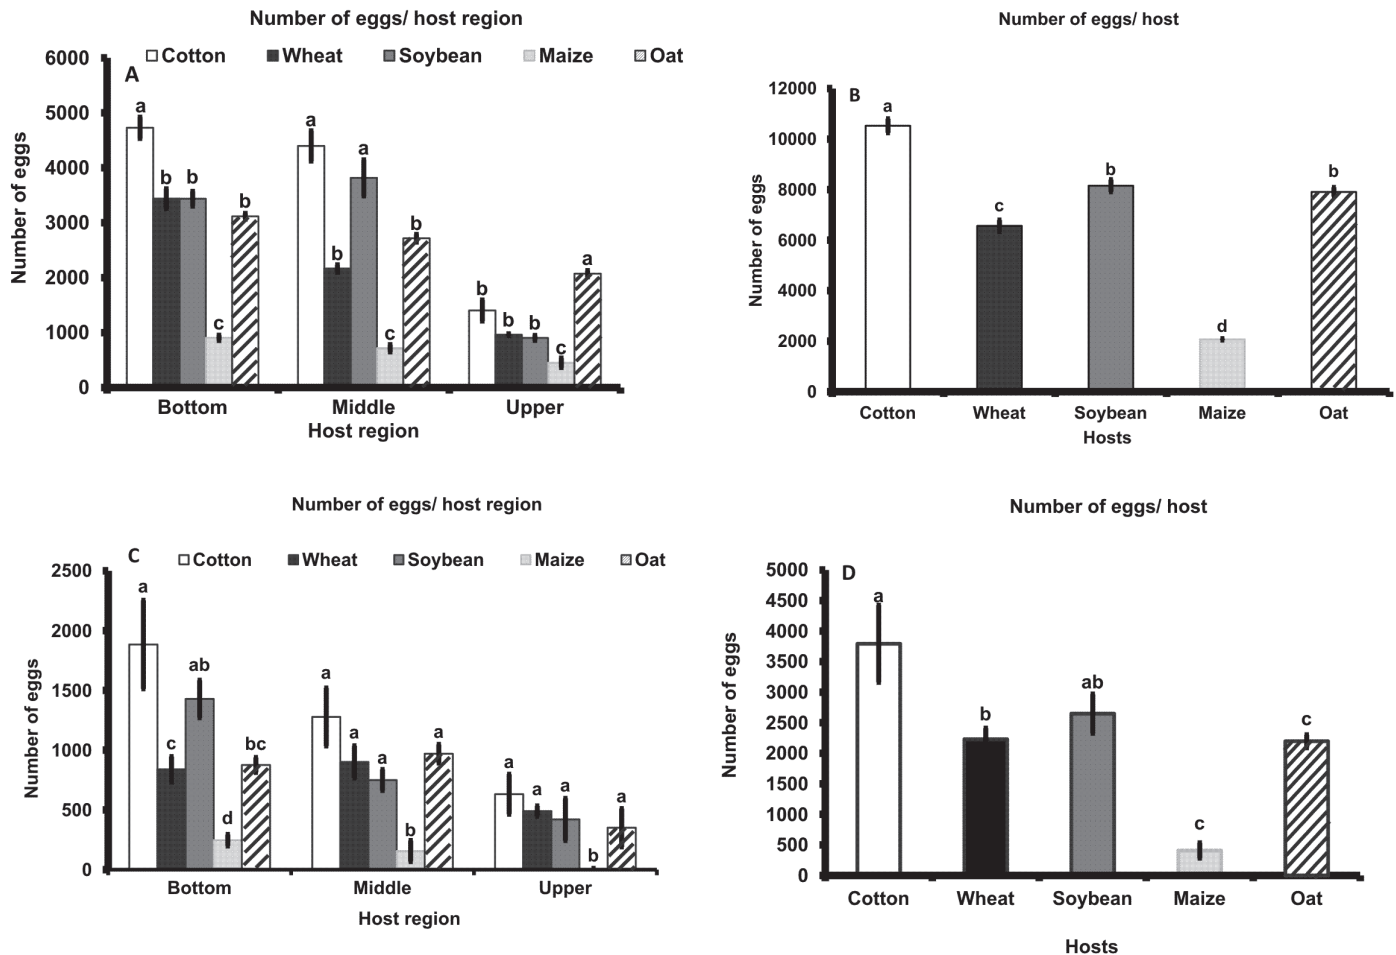 Number of eggs/ host region
Cotton Wheat Soybean Maize Oat
A
6000
5000
4000
3000
2000
1000
0
Number of eggs
a b b c b
a b a c b
b b b c a
Bottom Middle Upper
Host region
Number of eggs/ host
B
12000
10000
8000
6000
4000
2000
0
Number of eggs
a c b d b
Cotton Wheat Soybean Maize Oat
Hosts
Number of eggs/ host region
C
Cotton Wheat Soybean Maize Oat
2500
2000
1500
1000
500
0
Number of eggs
a c ab d bc
a a a b a
a a a b a
Bottom Middle Upper
Host region
Number of eggs/ host
D
5000
4500
4000
3500
3000
2500
2000
1500
1000
500
0
Number of eggs
a b ab c c
Cotton Wheat Soybean Maize Oat
Hosts